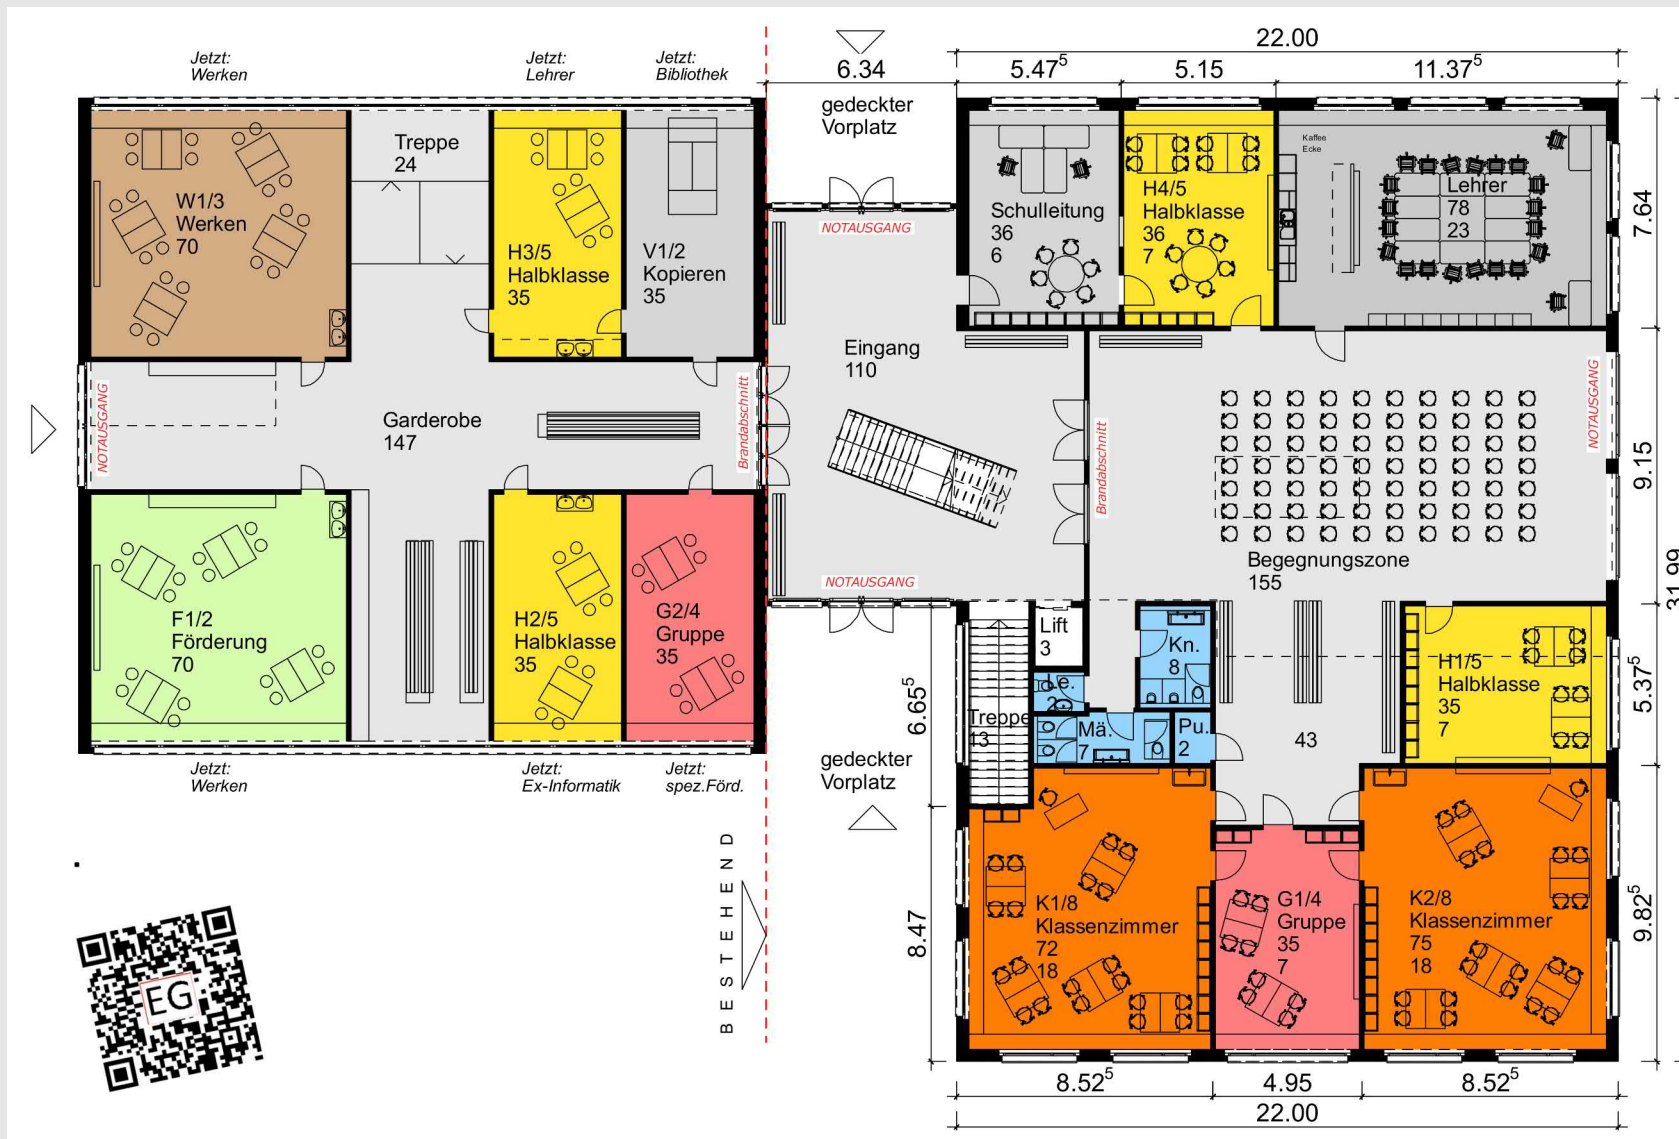 22.00
Jetzt:
Werken
Jetzt:
Lehrer
Jetzt:
Bibliothek
6.34
5.47⁵
5.15
11.37⁵
gedeckter
Vorplatz
Treppe
24
W1/3
Werken
70
H3/5
Halbklasse
35
V1/2
Kopieren
35
NOTAUSGANG
Schulleitung
36
6
H4/5
Halbklasse
36
7
Kaffee
Ecke
Lehrer
78
23
7.64
Eingang
110
NOTAUSGANG
Garderobe
147
Brandabschnitt
Brandabschnitt
NOTAUSGANG
9.15
Begegnungszone
155
NOTAUSGANG
31.99
F1/2
Förderung
70
H2/5
Halbklasse
35
G2/4
Gruppe
35
Lift
3
Kn.
8
Le.
2
Treppe
13
Mä.
7
Pu.
2
43
H1/5
Halbklasse
35
7
5.37⁵
6.65⁵
Jetzt:
Werken
Jetzt:
Ex-Informatik
Jetzt:
spez.Förd.
gedeckter
Vorplatz
BESTEHEND
EG
8.47
K1/8
Klassenzimmer
72
18
G1/4
Gruppe
35
7
K2/8
Klassenzimmer
75
18
9.82⁵
8.52⁵
4.95
8.52⁵
22.00